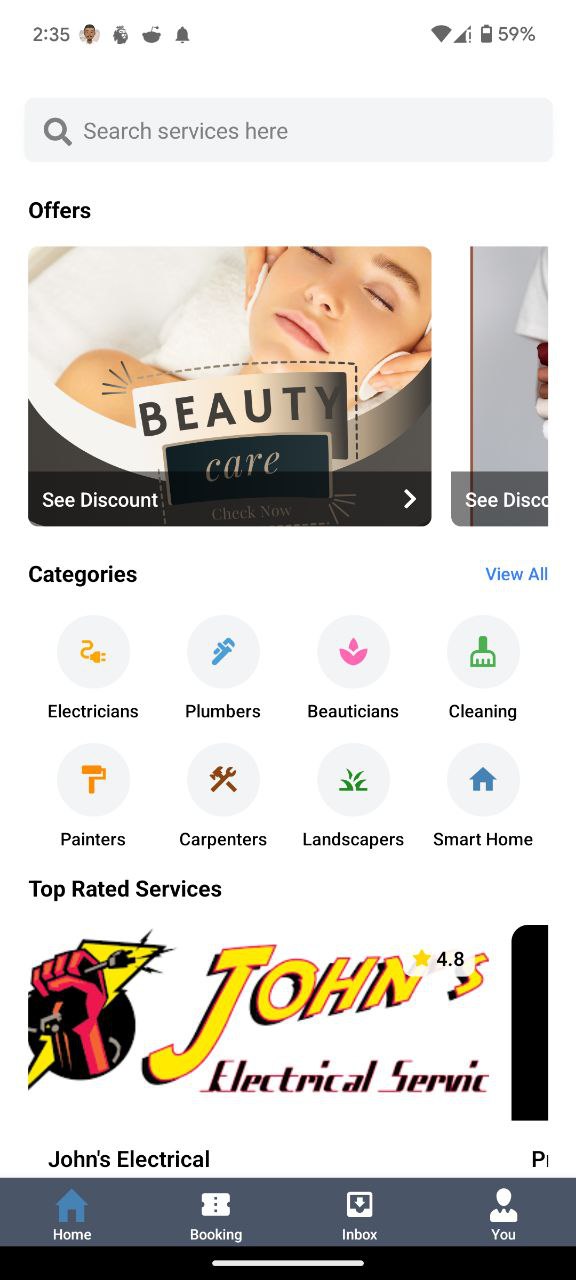 2:35
59%
Search services here
Offers
BEAUTY
care
Check Now
See Discount
See Disco
Categories
View All
Electricians
Plumbers
Beauticians
Cleaning
Painters
Carpenters
Landscapers
Smart Home
Top Rated Services
4.8
JOHN'S
Electrical Servic
John's Electrical
Home
Booking
Inbox
You